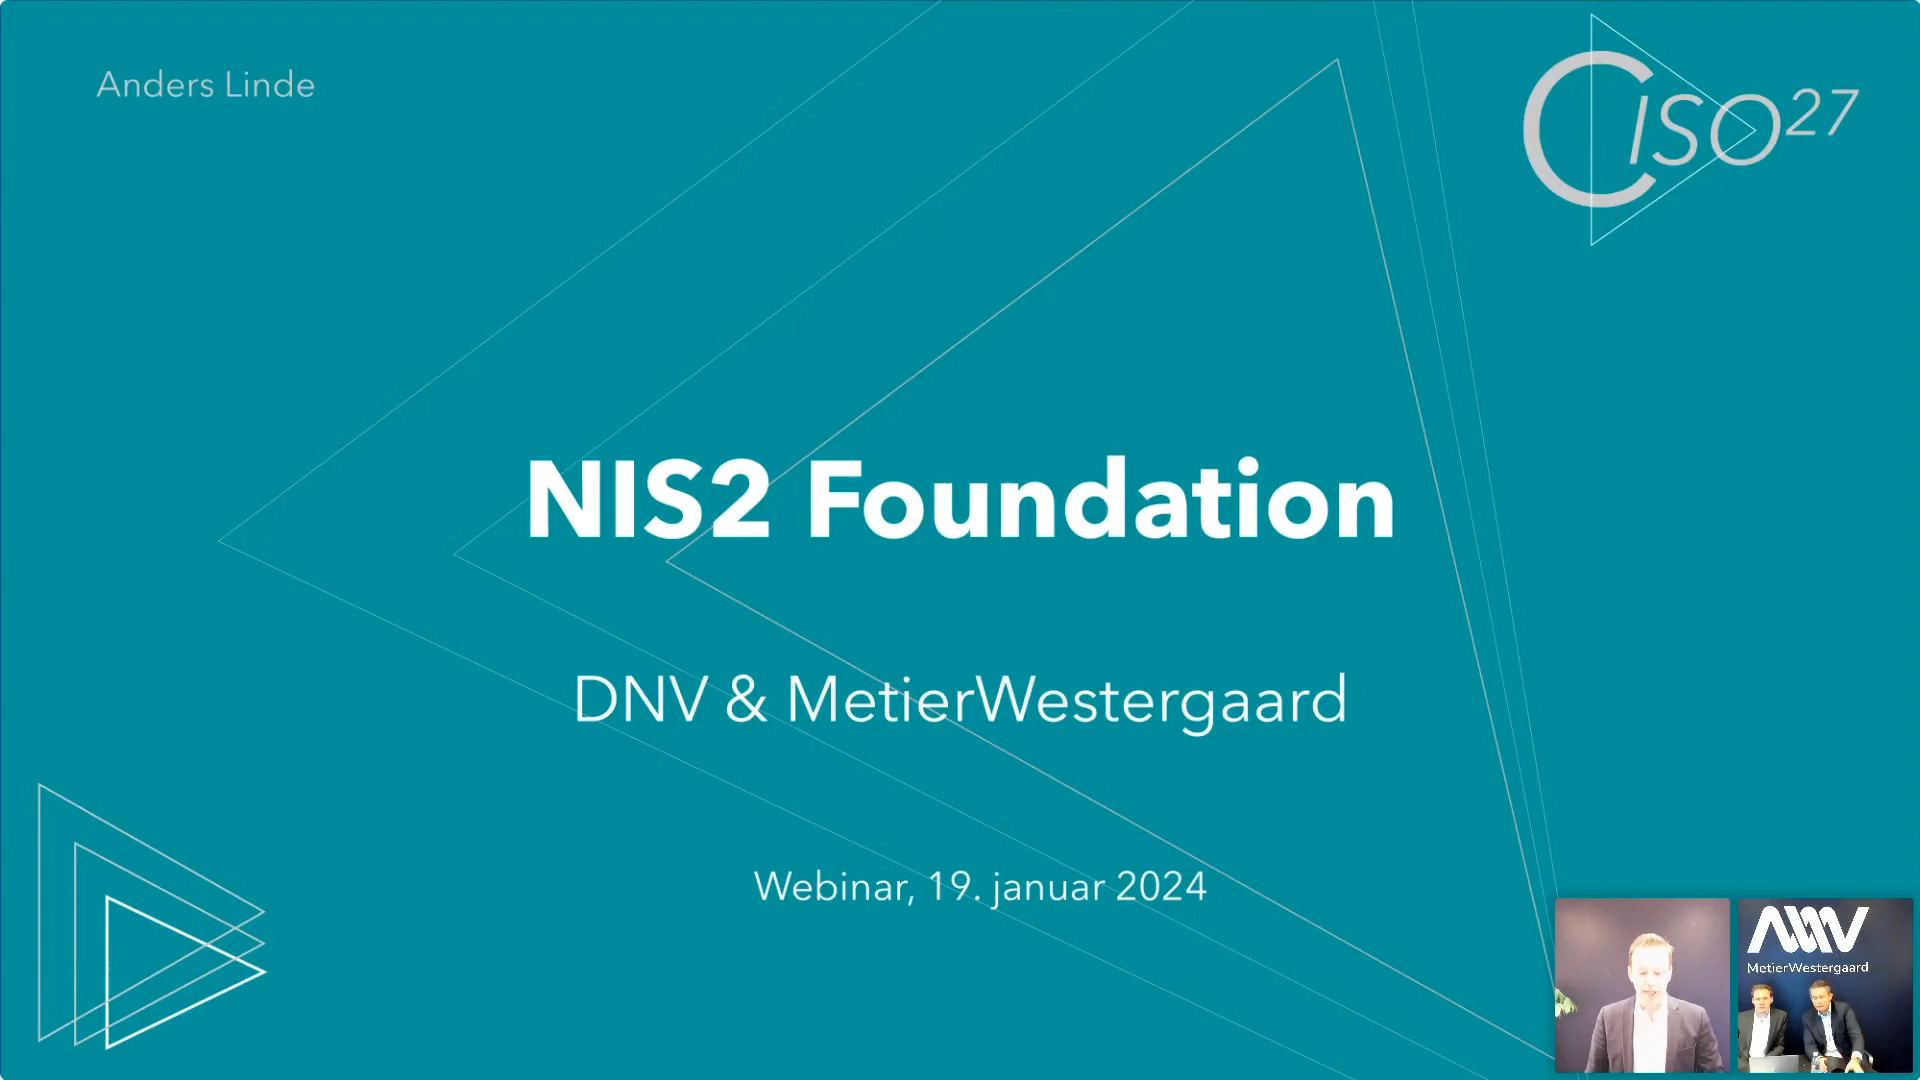 Anders Linde
CISO27
NIS2 Foundation
DNV & MetierWestergaard
Webinar, 19. januar 2024
MetierWestergaard